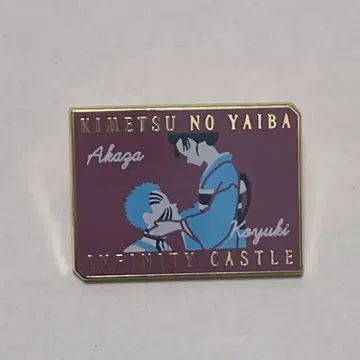 KIMETSU NO YAIBA
Akaza
Koyuki
INFINITY CASTLE